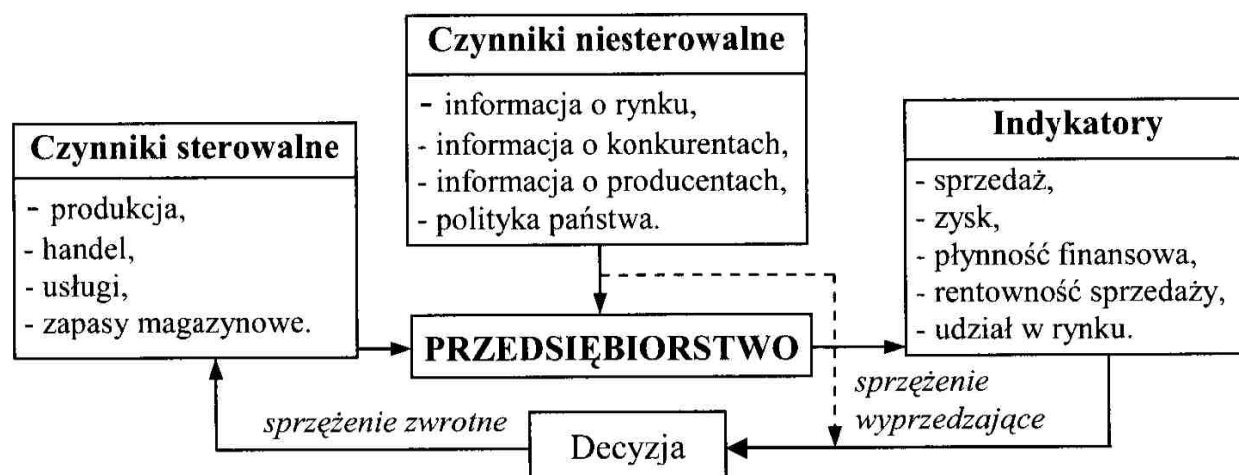 Czynniki niesterowalne
- informacja o rynku,
- informacja o konkurentach,
- informacja o producentach,
- polityka państwa.
Czynniki sterowalne
- produkcja,
- handel,
- usługi,
- zapasy magazynowe.
Indykatory
- sprzedaż,
- zysk,
- płynność finansowa,
- rentowność sprzedaży,
- udział w rynku.
PRZEDSIĘBIORSTWO
sprzężenie
wyprzedzające
sprzężenie zwrotne
Decyzja